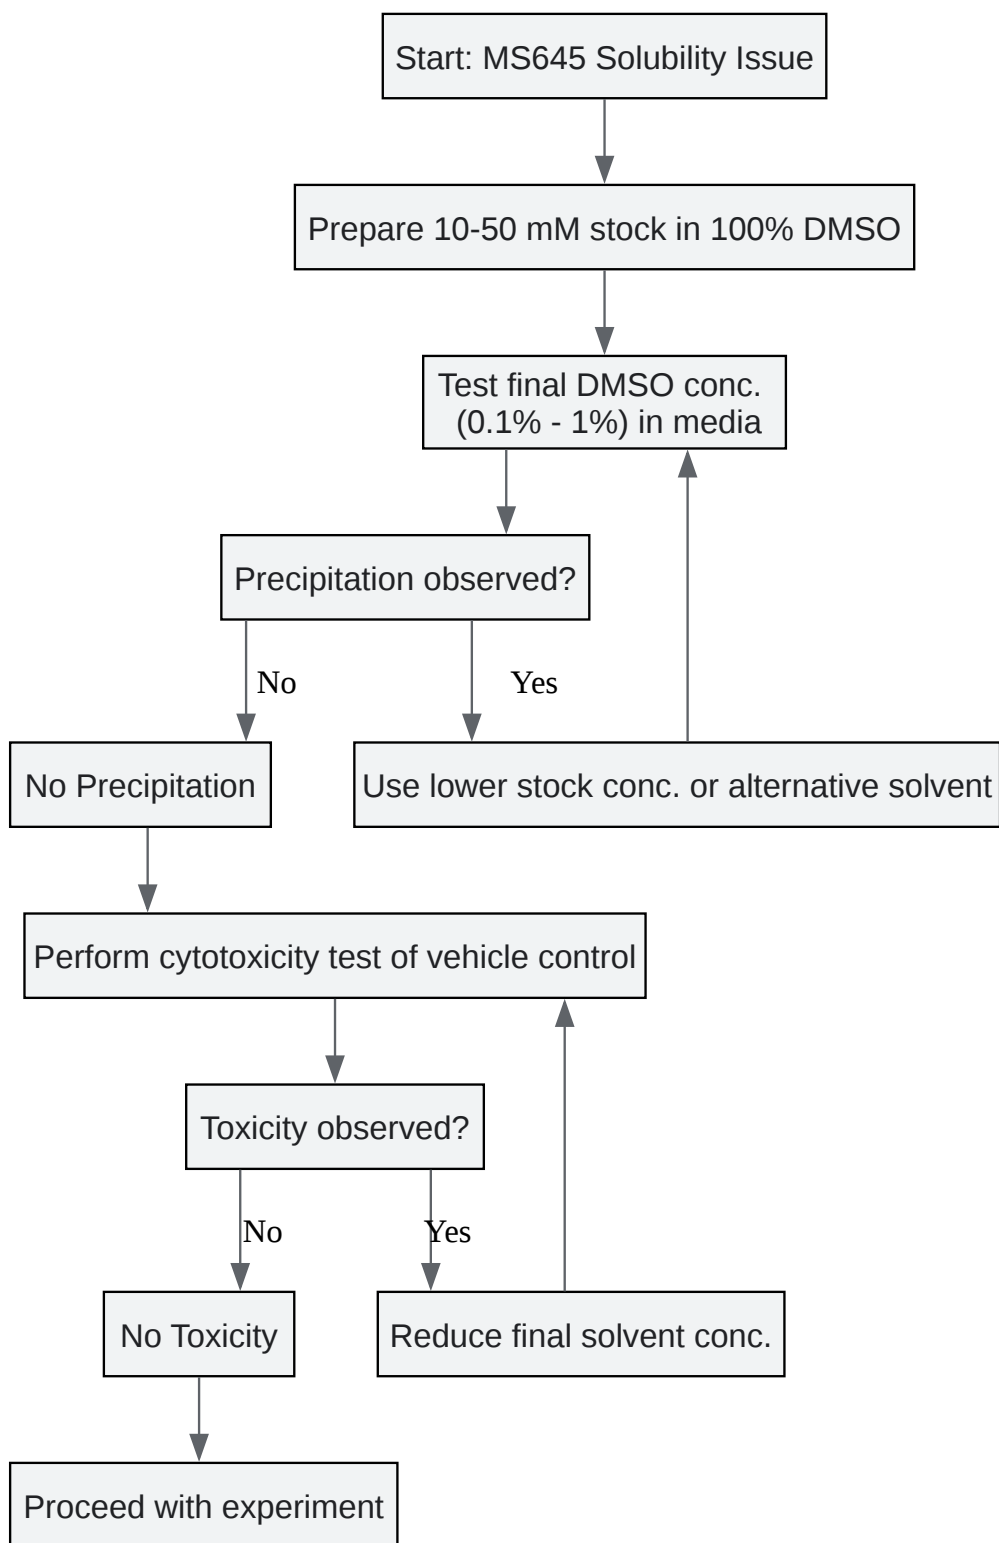 Start: MS645 Solubility Issue
Prepare 10-50 mM stock in 100% DMSO
Test final DMSO conc.
(0.1% - 1%) in media
Precipitation observed?
No
Yes
No Precipitation
Use lower stock conc. or alternative solvent
Perform cytotoxicity test of vehicle control
Toxicity observed?
No
Yes
No Toxicity
Reduce final solvent conc.
Proceed with experiment